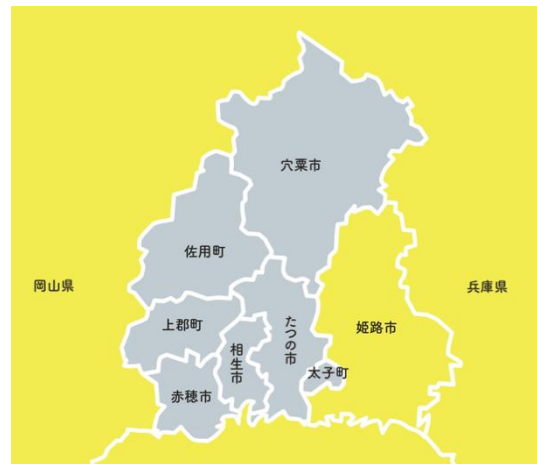 穴粟市
佐用町
岡山県
兵庫県
上郡町
たつの市
姫路市
相生市
太子町
赤穂市